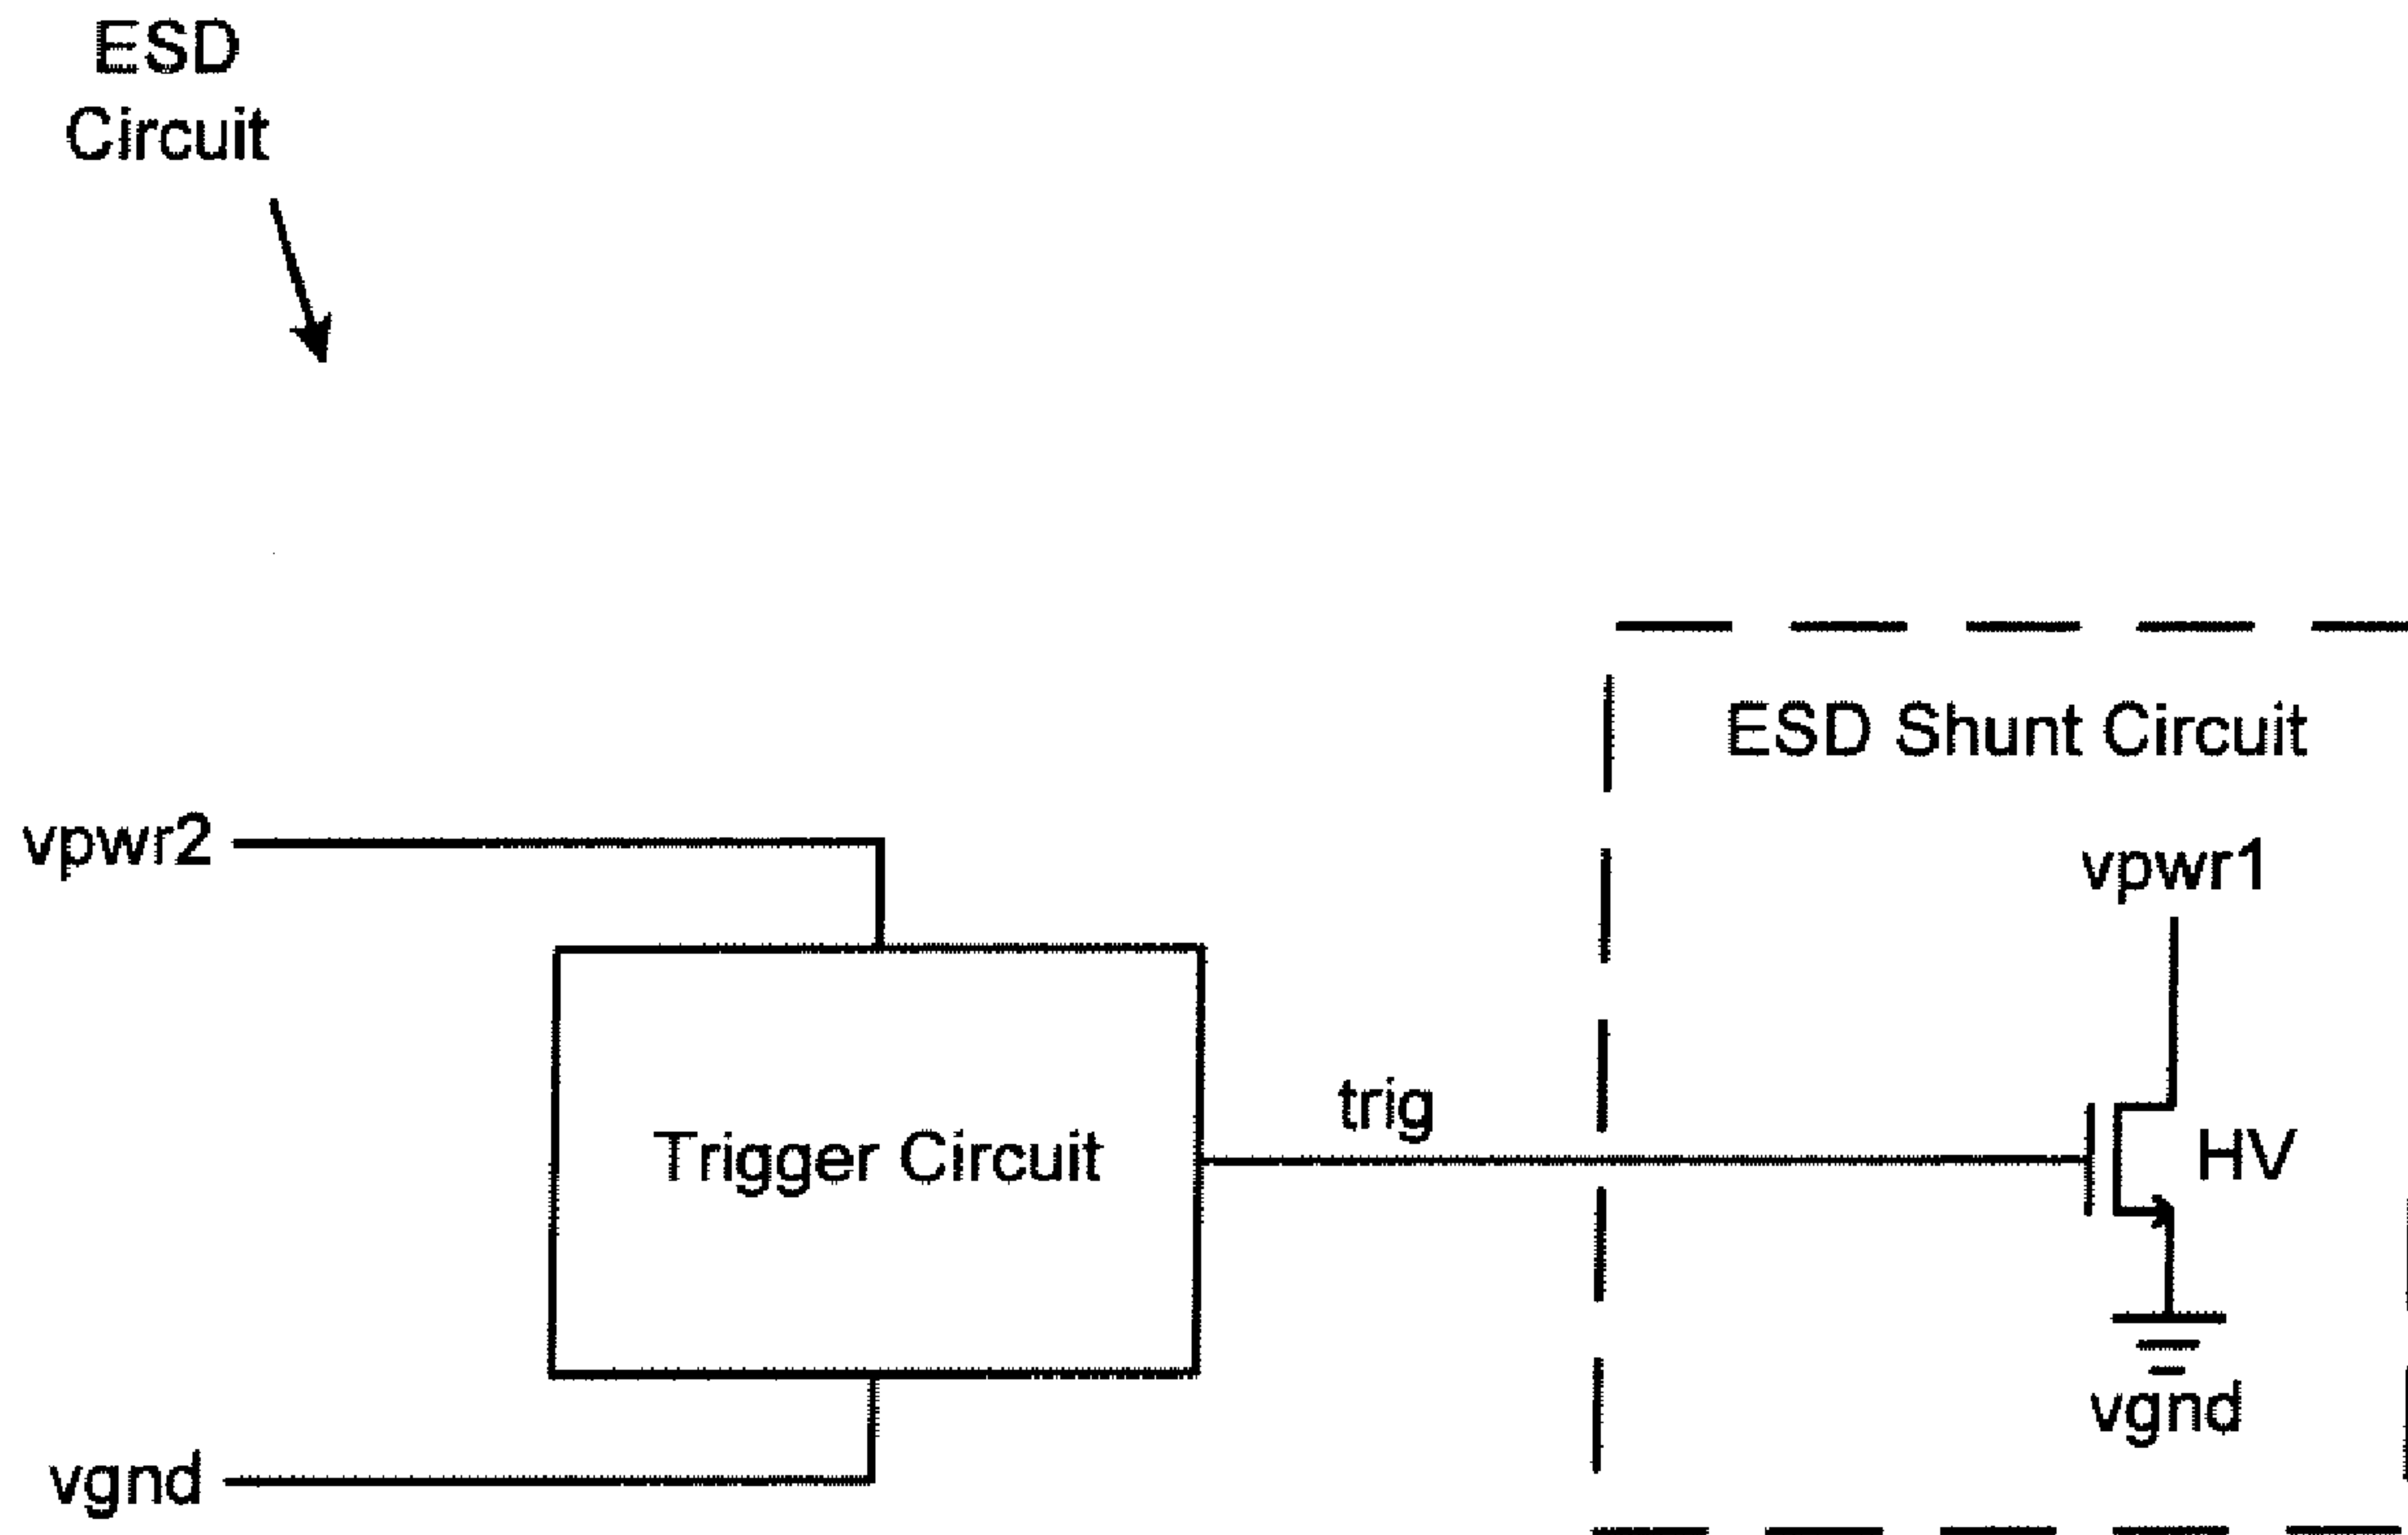 ESD
Circuit
ESD Shunt Circuit
vpwr2
vpwr1
trig
Trigger Circuit
HV
vgnd
vgnd